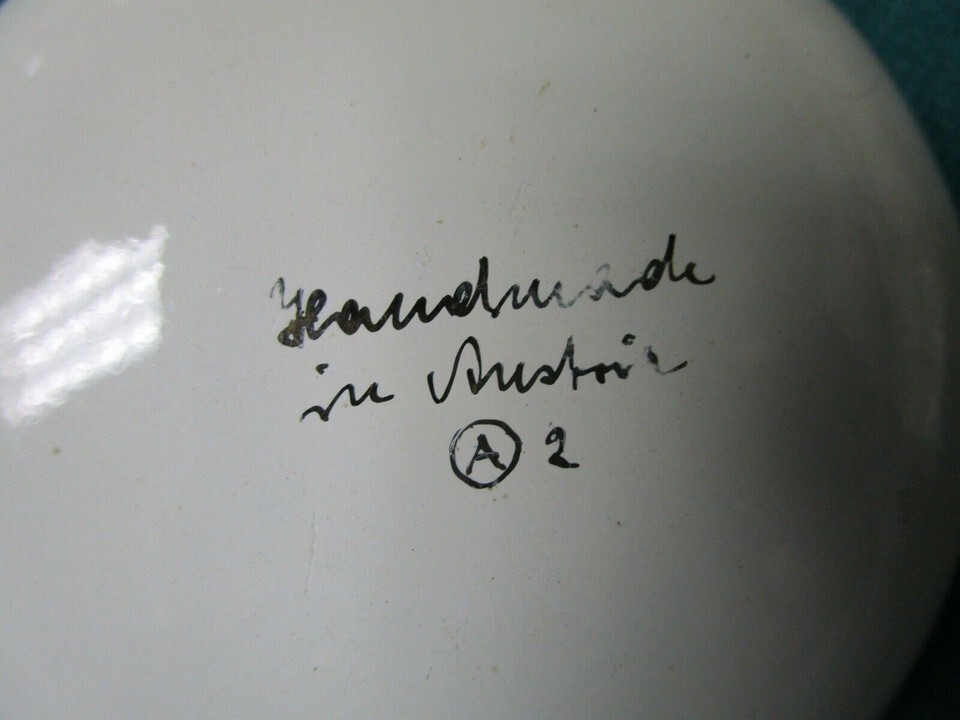 Handmade
in Austria
Ⓐ 2